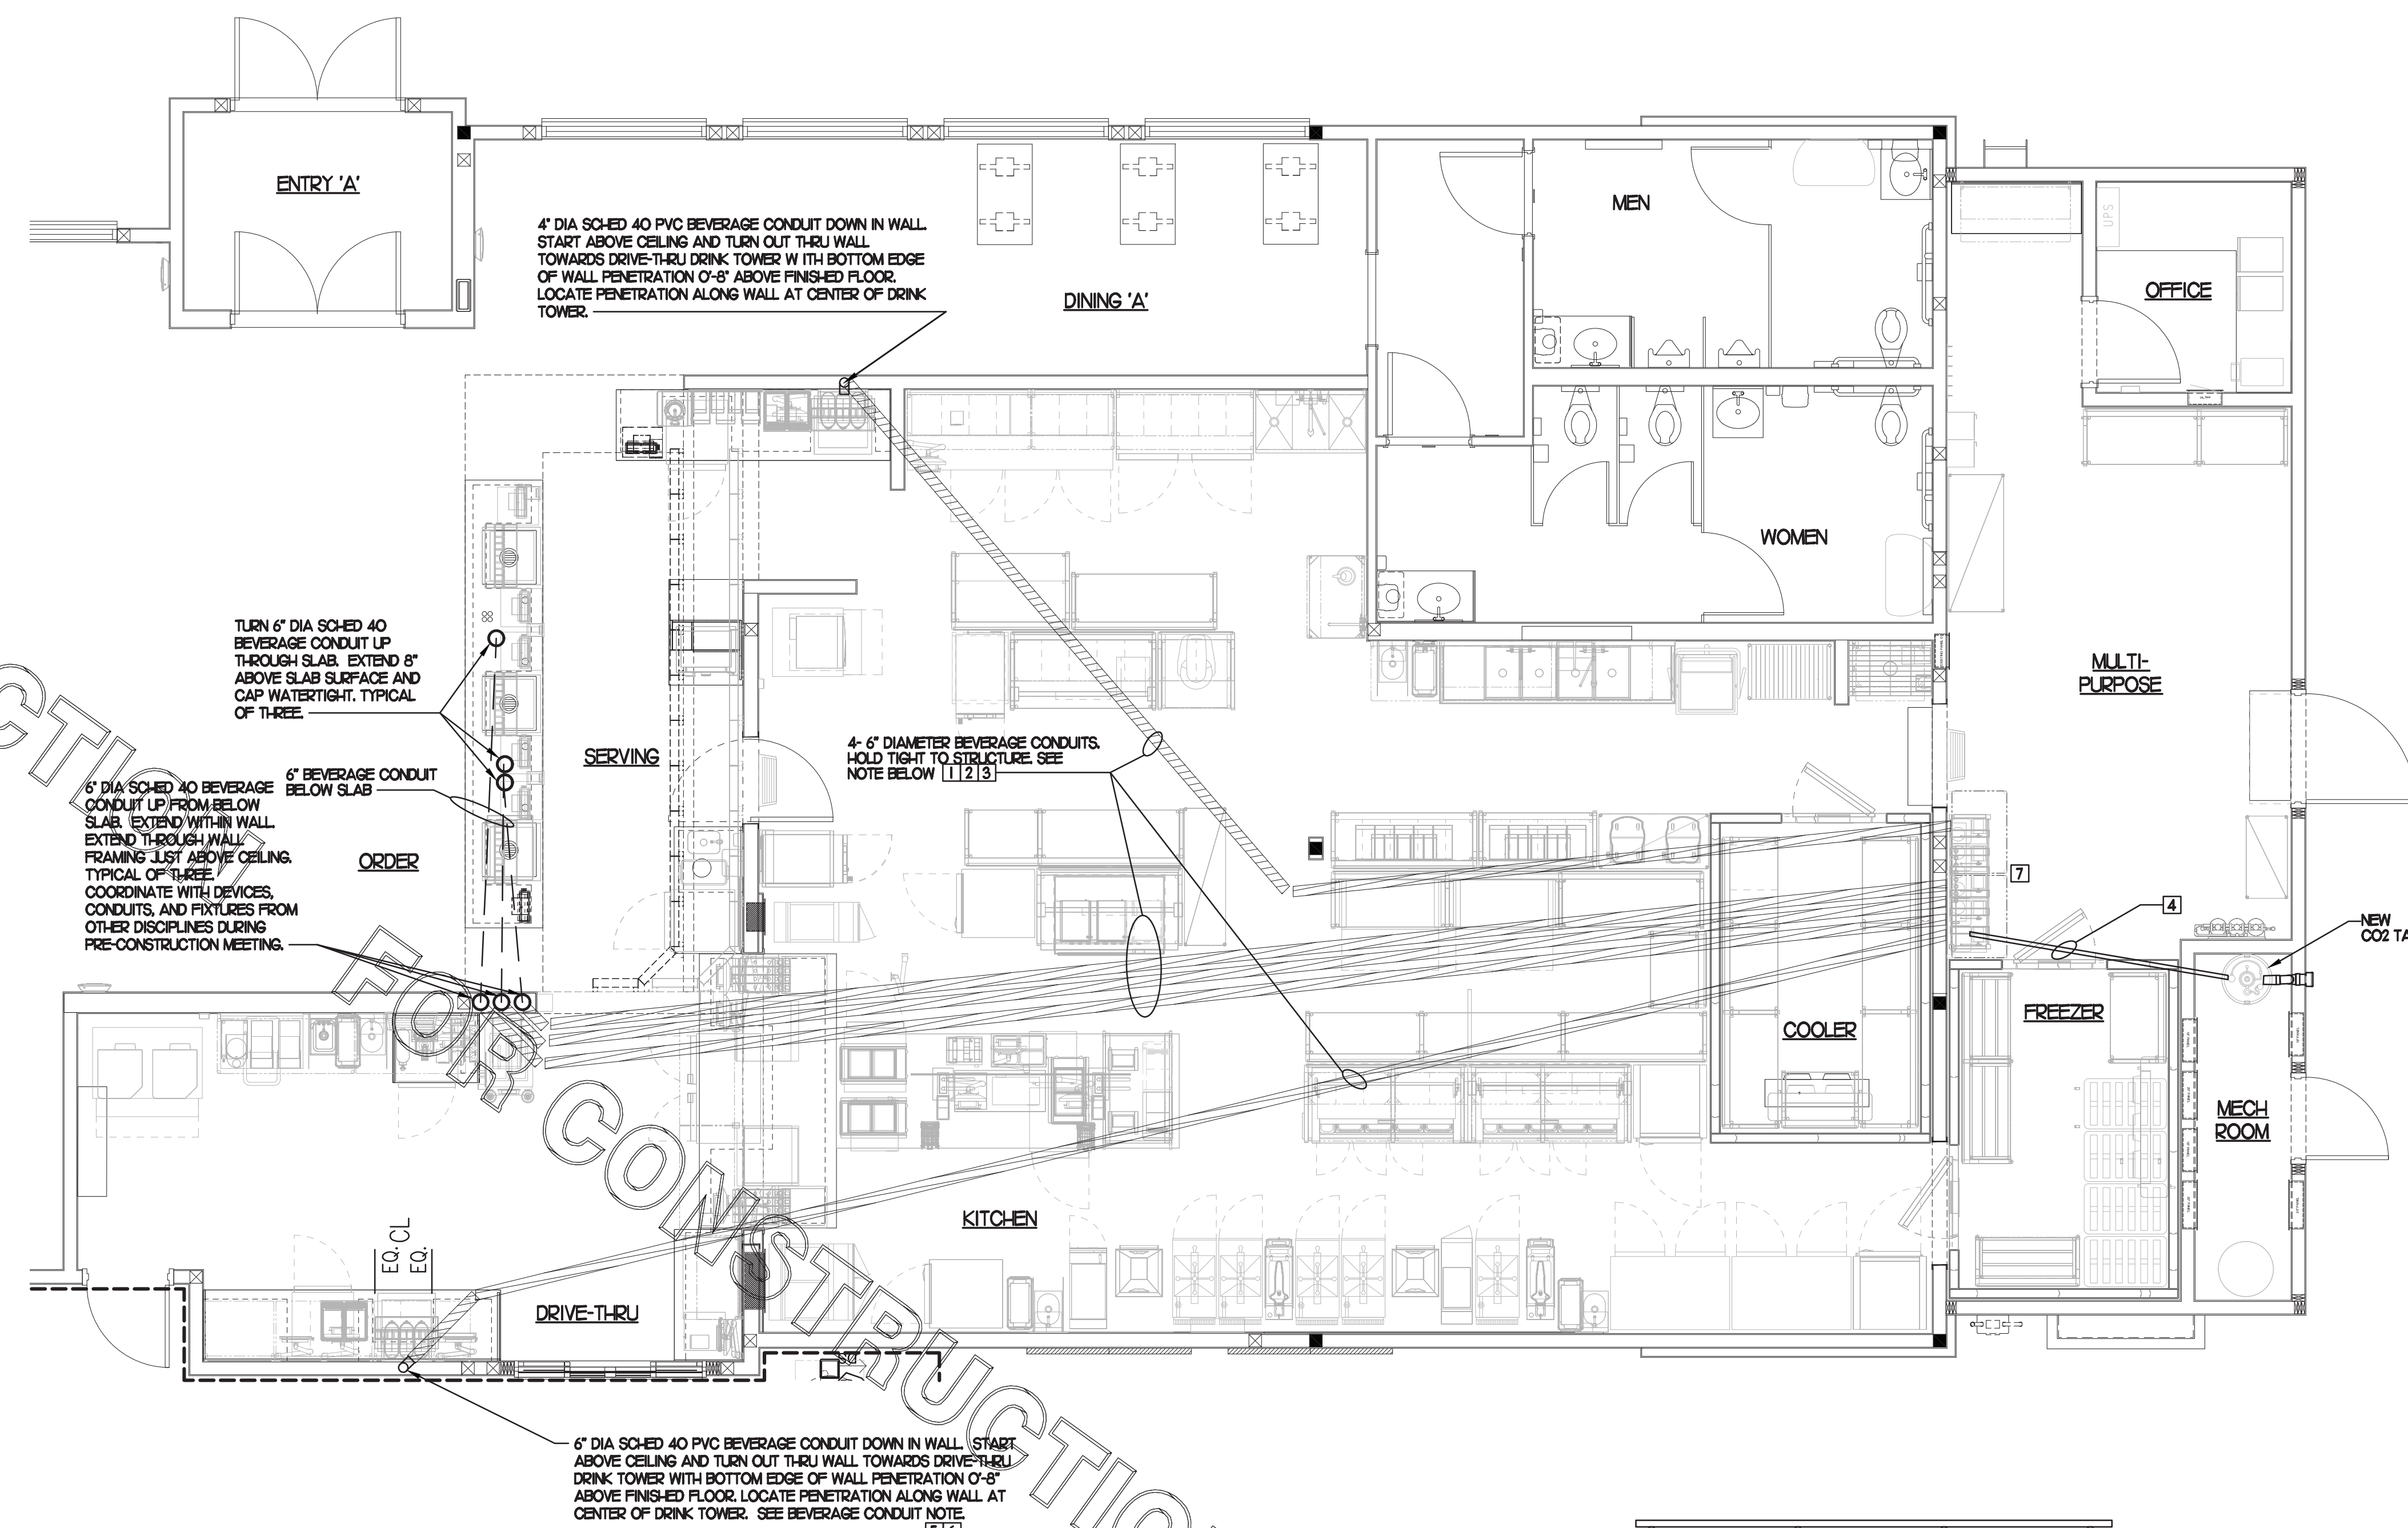 ENTRY 'A'
4" DIA SCHED 40 PVC BEVERAGE CONDUIT DOWN IN WALL.
START ABOVE CEILING AND TURN OUT THRU WALL
TOWARDS DRIVE-THRU DRINK TOWER W ITH BOTTOM EDGE
OF WALL PENETRATION 0'-8" ABOVE FINISHED FLOOR.
LOCATE PENETRATION ALONG WALL AT CENTER OF DRINK
TOWER.
DINING 'A'
MEN
UPS
OFFICE
WOMEN
MULTI-
PURPOSE
TURN 6" DIA SCHED 40
BEVERAGE CONDUIT UP
THROUGH SLAB. EXTEND 8"
ABOVE SLAB SURFACE AND
CAP WATERTIGHT. TYPICAL
OF THREE.
SERVING
4- 6" DIAMETER BEVERAGE CONDUITS.
HOLD TIGHT TO STRUCTURE. SEE
NOTE BELOW 1 2 3
6" BEVERAGE CONDUIT
BELOW SLAB
6" DIA SCHED 40 BEVERAGE
CONDUIT UP FROM BELOW
SLAB. EXTEND WITHIN WALL.
EXTEND THROUGH WALL
FRAMING JUST ABOVE CEILING.
TYPICAL OF THREE.
COORDINATE WITH DEVICES,
CONDUITS, AND FIXTURES FROM
OTHER DISCIPLINES DURING
PRE-CONSTRUCTION MEETING.
ORDER
7
4
NEW
CO2 TA
COOLER
FREEZER
MECH
ROOM
KITCHEN
EQ. CL
EQ.
DRIVE-THRU
6" DIA SCHED 40 PVC BEVERAGE CONDUIT DOWN IN WALL. START
ABOVE CEILING AND TURN OUT THRU WALL TOWARDS DRIVE-THRU
DRINK TOWER WITH BOTTOM EDGE OF WALL PENETRATION 0'-8"
ABOVE FINISHED FLOOR. LOCATE PENETRATION ALONG WALL AT
CENTER OF DRINK TOWER. SEE BEVERAGE CONDUIT NOTE.
5 6
CTION
FOR CONSTRUCTIO